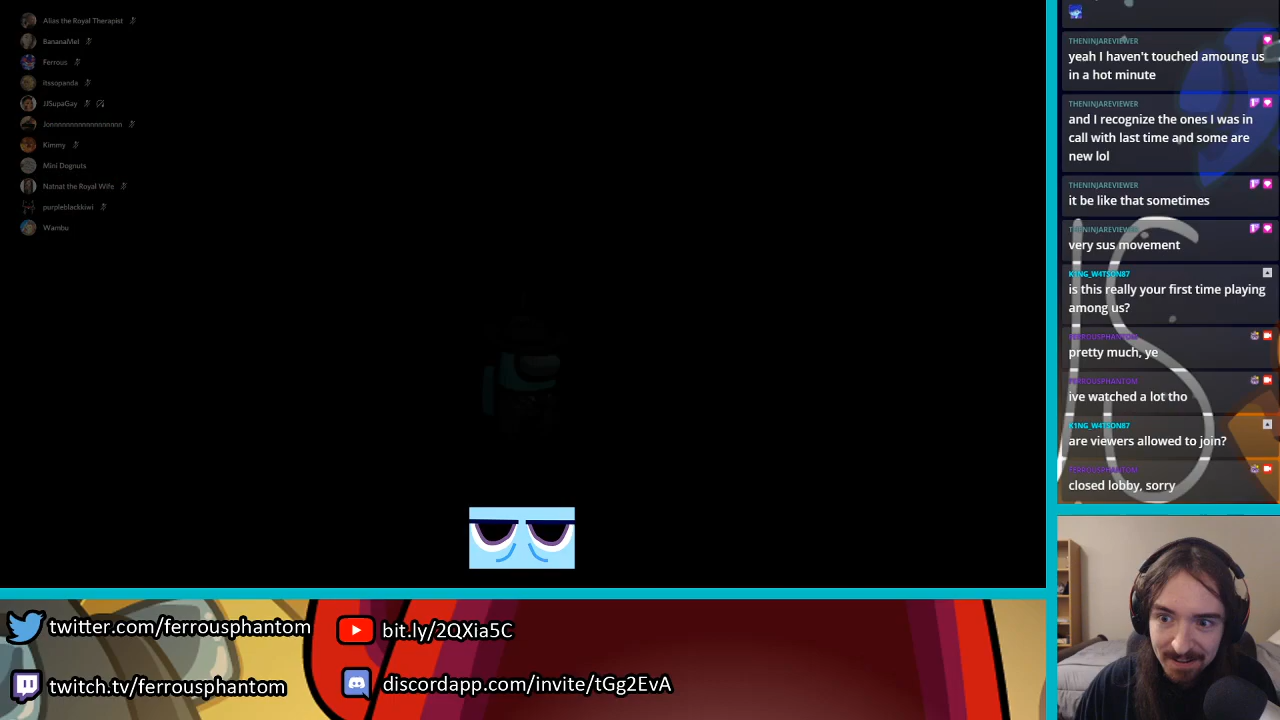 Alias the Royal Therapist
BananaMel
Ferrous
itssopanda
JJSupaGay
Jonnnnnnnnnnnnnnnnn
Kimmy
Mini Dognuts
Natnat the Royal Wife
purpleblackkiwi
Wambu
THENINJAREVIEWER
yeah I haven't touched amoung us
in a hot minute
THENINJAREVIEWER
and I recognize the ones I was in
call with last time and some are
new lol
THENINJAREVIEWER
it be like that sometimes
THENINJAREVIEWER
very sus movement
K1NG_W4TSON87
is this really your first time playing
among us?
FERROUSPHANTOM
pretty much, ye
FERROUSPHANTOM
ive watched a lot tho
K1NG_W4TSON87
are viewers allowed to join?
FERROUSPHANTOM
closed lobby, sorry
twitter.com/ferrousphantom
bit.ly/2QXia5C
twitch.tv/ferrousphantom
discordapp.com/invite/tGg2EvA